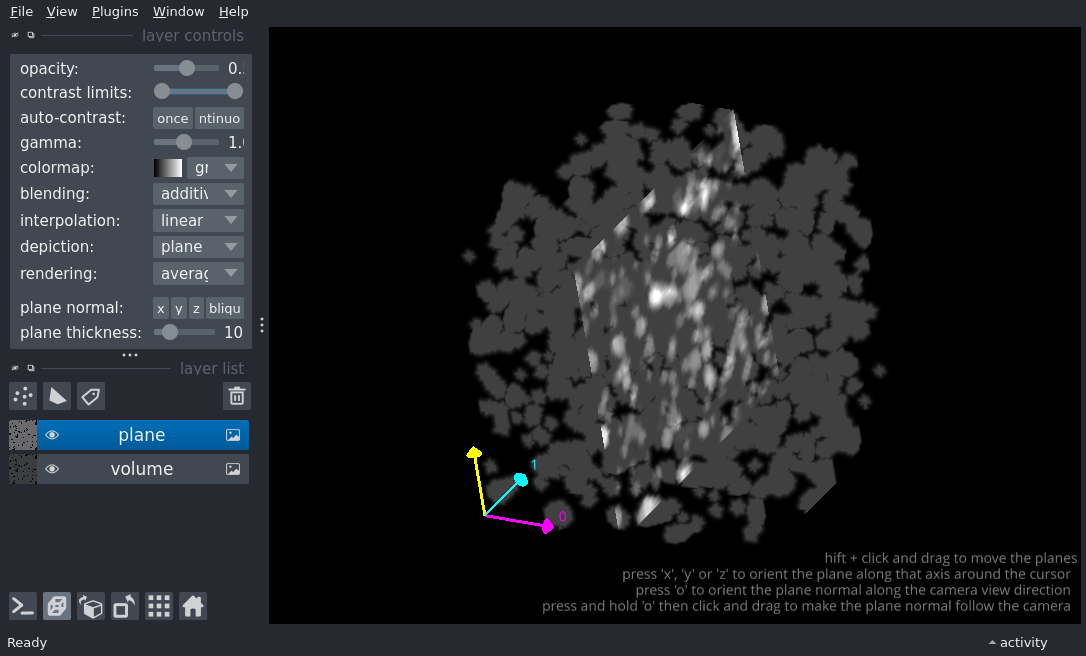 File View Plugins Window Help
layer controls
opacity: 0.
contrast limits:
auto-contrast: once ntinuo
gamma: 1.
colormap: gr
blending: additiv
interpolation: linear
depiction: plane
rendering: averag
plane normal: x y z bliqu
plane thickness: 10
layer list
plane
volume
1
0
hift + click and drag to move the planes
press 'x', 'y' or 'z' to orient the plane along that axis around the cursor
press 'o' to orient the plane normal along the camera view direction
press and hold 'o' then click and drag to make the plane normal follow the camera
Ready
activity